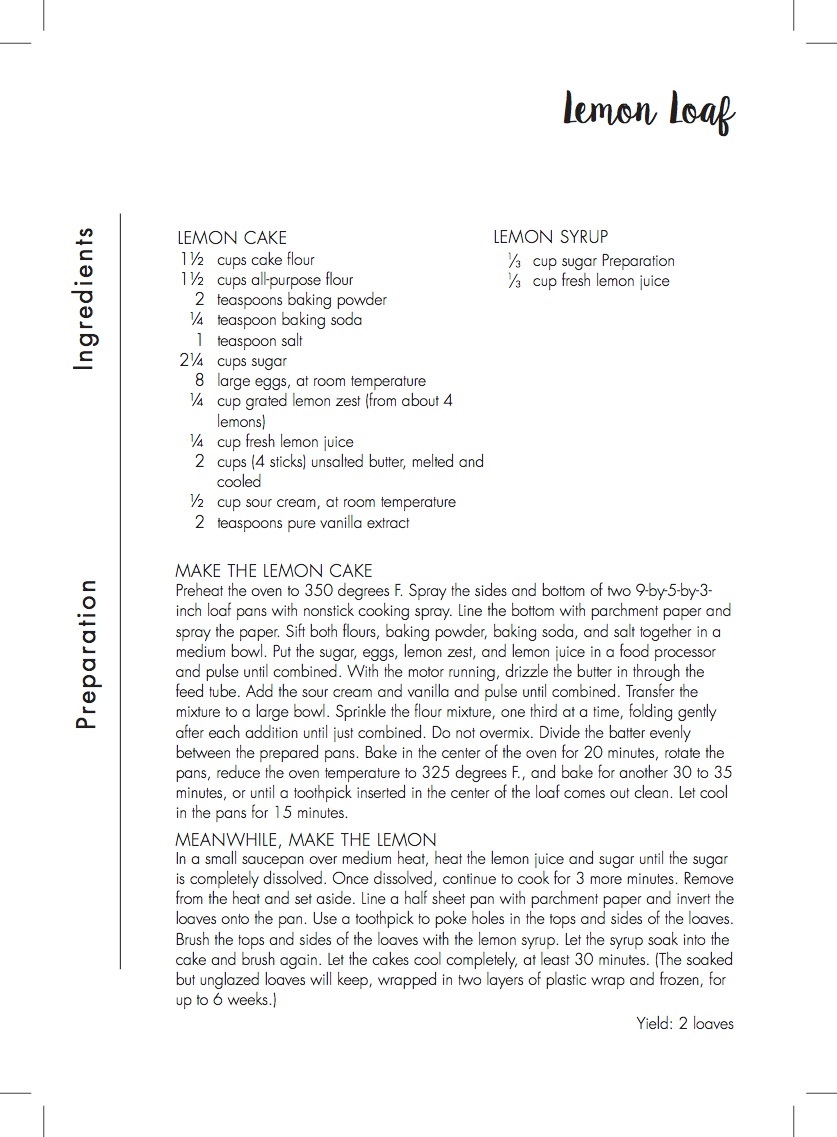 Lemon Loaf
Ingredients
LEMON CAKE
1½ cups cake flour
1½ cups all-purpose flour
2 teaspoons baking powder
¼ teaspoon baking soda
1 teaspoon salt
2¼ cups sugar
8 large eggs, at room temperature
¼ cup grated lemon zest (from about 4
lemons)
¼ cup fresh lemon juice
2 cups (4 sticks) unsalted butter, melted and
cooled
½ cup sour cream, at room temperature
2 teaspoons pure vanilla extract
LEMON SYRUP
⅓ cup sugar Preparation
⅓ cup fresh lemon juice
Preparation
MAKE THE LEMON CAKE
Preheat the oven to 350 degrees F. Spray the sides and bottom of two 9-by-5-by-3-
inch loaf pans with nonstick cooking spray. Line the bottom with parchment paper and
spray the paper. Sift both flours, baking powder, baking soda, and salt together in a
medium bowl. Put the sugar, eggs, lemon zest, and lemon juice in a food processor
and pulse until combined. With the motor running, drizzle the butter in through the
feed tube. Add the sour cream and vanilla and pulse until combined. Transfer the
mixture to a large bowl. Sprinkle the flour mixture, one third at a time, folding gently
after each addition until just combined. Do not overmix. Divide the batter evenly
between the prepared pans. Bake in the center of the oven for 20 minutes, rotate the
pans, reduce the oven temperature to 325 degrees F., and bake for another 30 to 35
minutes, or until a toothpick inserted in the center of the loaf comes out clean. Let cool
in the pans for 15 minutes.
MEANWHILE, MAKE THE LEMON
In a small saucepan over medium heat, heat the lemon juice and sugar until the sugar
is completely dissolved. Once dissolved, continue to cook for 3 more minutes. Remove
from the heat and set aside. Line a half sheet pan with parchment paper and invert the
loaves onto the pan. Use a toothpick to poke holes in the tops and sides of the loaves.
Brush the tops and sides of the loaves with the lemon syrup. Let the syrup soak into the
cake and brush again. Let the cakes cool completely, at least 30 minutes. (The soaked
but unglazed loaves will keep, wrapped in two layers of plastic wrap and frozen, for
up to 6 weeks.)
Yield: 2 loaves